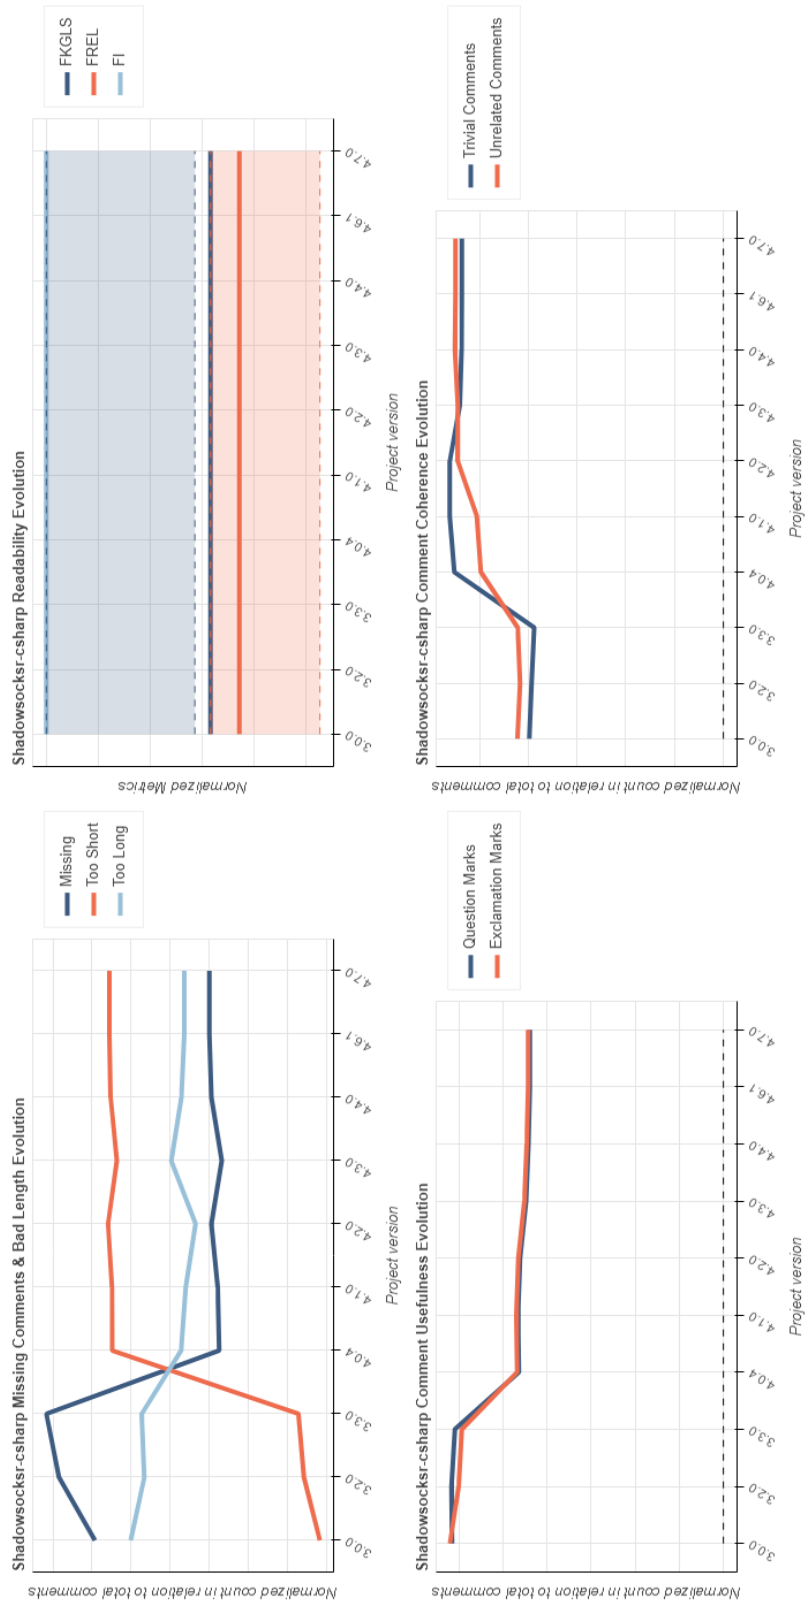 Shadowsocksr-csharp Missing Comments & Bad Length Evolution
Normalized count in relation to total comments
3.0.0
3.2.0
3.3.0
4.0.4
4.1.0
4.2.0
4.3.0
4.4.0
4.6.1
4.7.0
Project version
Missing
Too Short
Too Long
Shadowsocksr-csharp Readability Evolution
Normalized Metrics
3.0.0
3.2.0
3.3.0
4.0.4
4.1.0
4.2.0
4.3.0
4.4.0
4.6.1
4.7.0
Project version
FKGLS
FREL
FI
Shadowsocksr-csharp Comment Usefulness Evolution
Normalized count in relation to total comments
3.0.0
3.2.0
3.3.0
4.0.4
4.1.0
4.2.0
4.3.0
4.4.0
4.6.1
4.7.0
Project version
Question Marks
Exclamation Marks
Shadowsocksr-csharp Comment Coherence Evolution
Normalized count in relation to total comments
3.0.0
3.2.0
3.3.0
4.0.4
4.1.0
4.2.0
4.3.0
4.4.0
4.6.1
4.7.0
Project version
Trivial Comments
Unrelated Comments